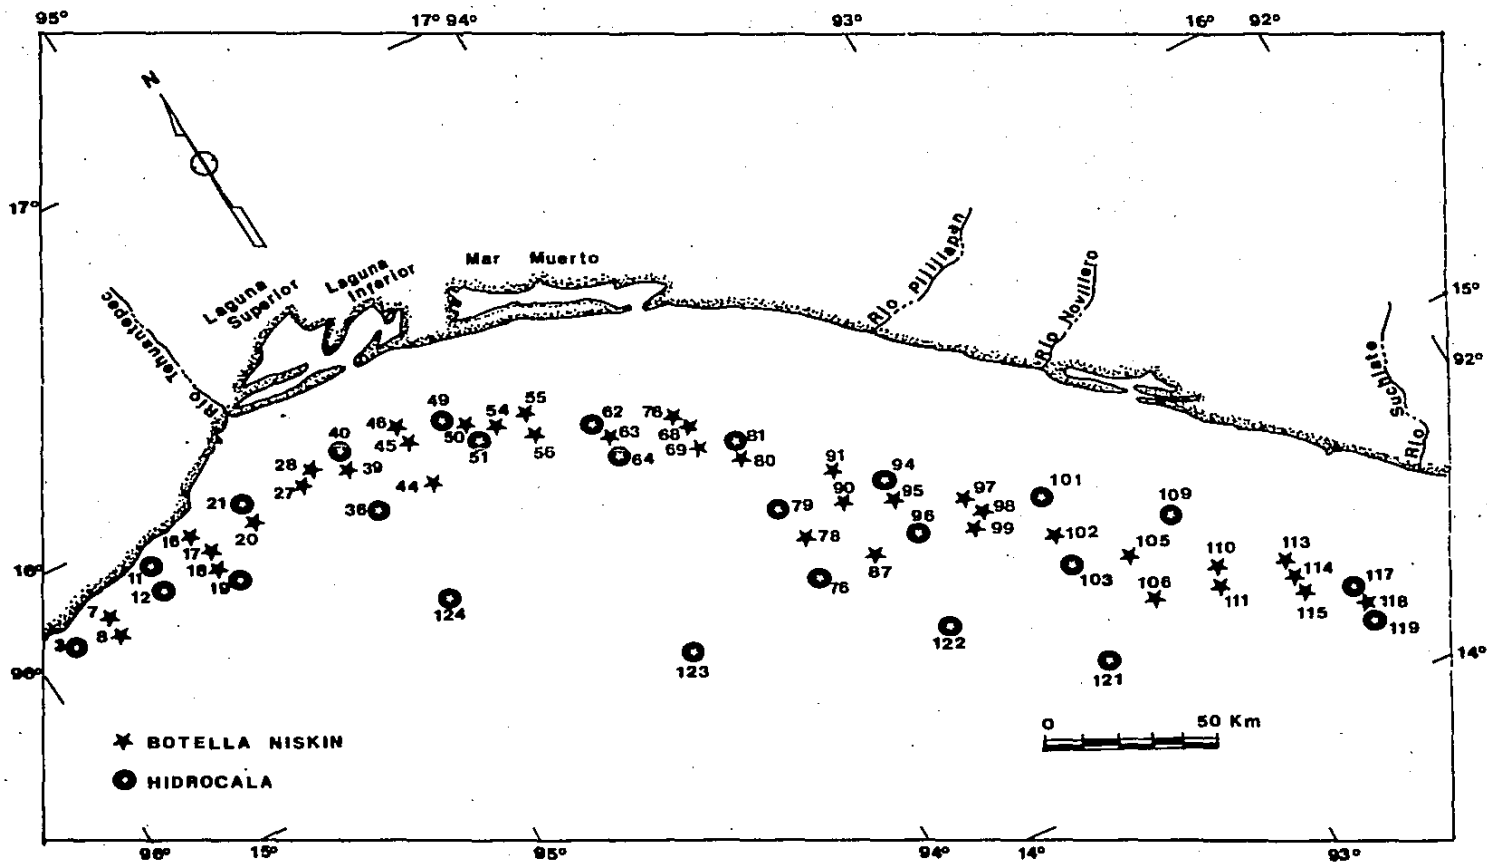 95° 17° 94° 93° 16° 92°
N
17°
Río Tehuantepec
Laguna
Superior
Laguna
Inferior
Mar Muerto
Río Pijijiapan
Río Novillero
Río Suchiate
15°
92°
55
49 54 62 76
46 50 63 68 81
40 45 51 56 64 69 80
28 39 91 94
27 44 90 95 97 101
21 36 79 96 98 109
20 78 99 102
16 87 105 110 113
17 103 114 117
16° 11 18 76 106 111 115 118
12 19 119
7 124
8 122
3 123 121
96° 14°
0 50 Km
BOTELLA NISKIN
HIDROCALA
96° 15° 95° 94° 14° 93°